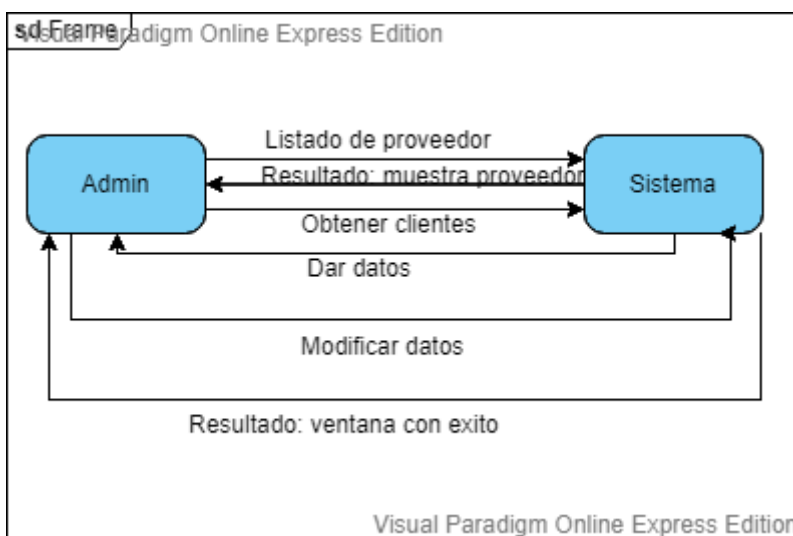 sd Frame
Visual Paradigm Online Express Edition
Listado de proveedor
Admin
Resultado: muestra proveedor
Sistema
Obtener clientes
Dar datos
Modificar datos
Resultado: ventana con exito
Visual Paradigm Online Express Edition